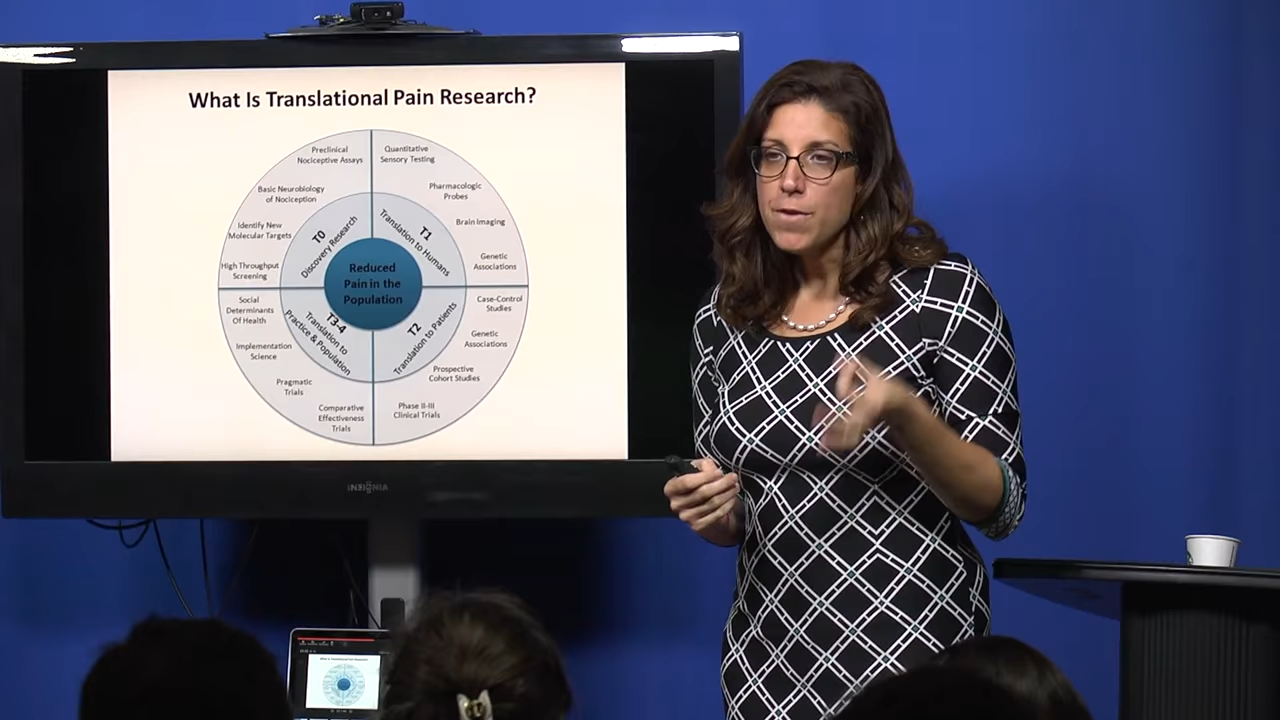 What Is Translational Pain Research?
Preclinical
Nociceptive Assays
Basic Neurobiology
of Nociception
Identify New
Molecular Targets
High Throughput
Screening
T0
Discovery Research
Quantitative
Sensory Testing
Pharmacologic
Probes
Brain Imaging
Genetic
Associations
T1
Translation to Humans
Reduced
Pain in the
Population
Social
Determinants
Of Health
Implementation
Science
Pragmatic
Trials
Comparative
Effectiveness
Trials
T3-4
Translation to
Practice & Population
Case-Control
Studies
Genetic
Associations
Prospective
Cohort Studies
Phase II-III
Clinical Trials
T2
Translation to Patients
INSIGNIA